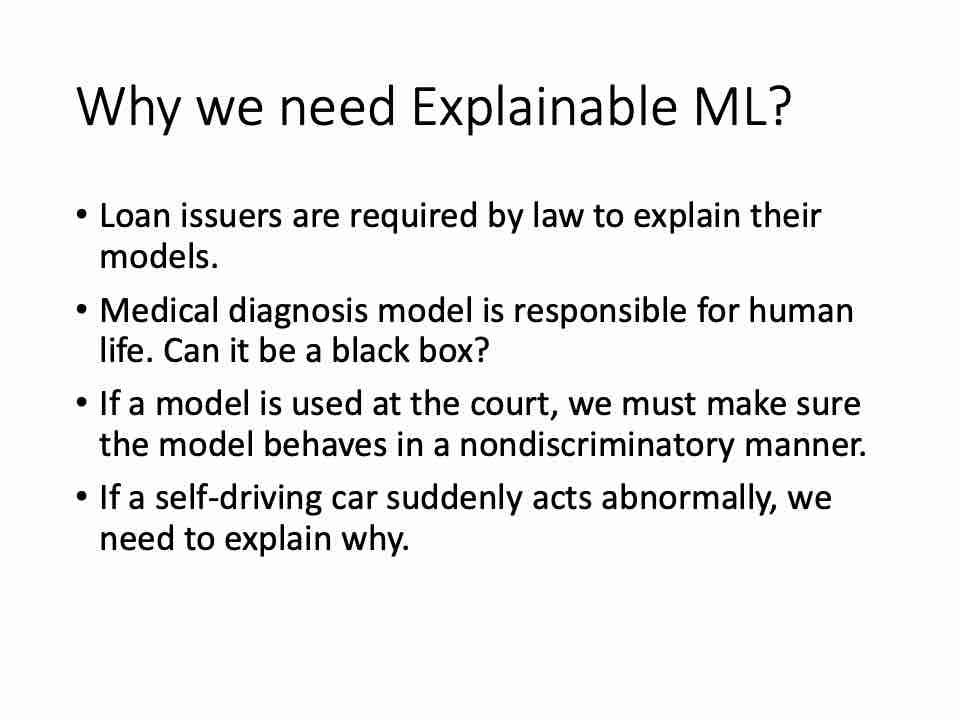 Why we need Explainable ML?
• Loan issuers are required by law to explain their
models.
• Medical diagnosis model is responsible for human
life. Can it be a black box?
• If a model is used at the court, we must make sure
the model behaves in a nondiscriminatory manner.
• If a self-driving car suddenly acts abnormally, we
need to explain why.